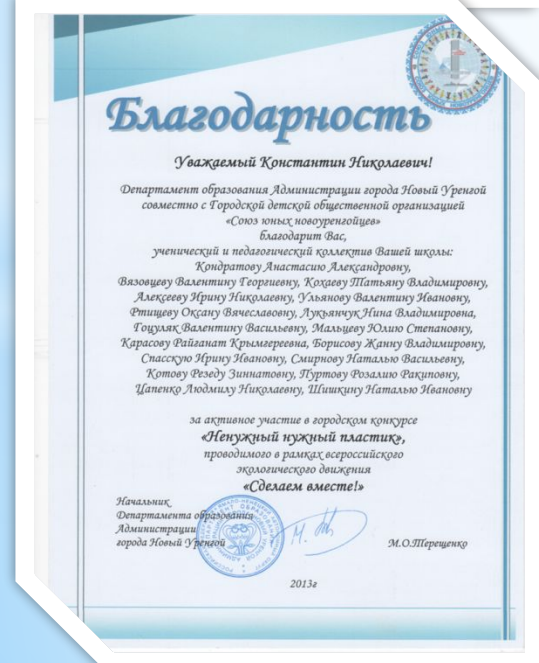 Благодарность
Уважаемый Константин Николаевич!
Департамент образования Администрации города Новый Уренгой
совместно с Городской детской общественной организацией
«Союз юных новоуренгойцев»
благодарит Вас,
ученический и педагогический коллектив Вашей школы:
Кондратову Анастасию Александровну,
Вязовцеву Валентину Георгиевну, Кохаеву Татьяну Владимировну,
Алексееву Ирину Николаевну, Ульянову Валентину Ивановну,
Ртищеву Оксану Вячеславовну, Лукьянчук Нина Владимировна,
Гоцуляк Валентину Васильевну, Мальцеву Юлию Степановну,
Карасову Райганат Крымгереевна, Борисову Жанну Владимировну,
Спасскую Ирину Ивановну, Смирнову Наталью Васильевну,
Котову Резеду Зиннатовну, Пуртову Розалию Ракиповну,
Цапенко Людмилу Николаевну, Шишкину Наталью Ивановну
за активное участие в городском конкурсе
«Ненужный нужный пластик»,
проводимого в рамках всероссийского
экологического движения
«Сделаем вместе!»
Начальник
Департамента образования
Администрации
города Новый Уренгой
М.О.Терещенко
2013г